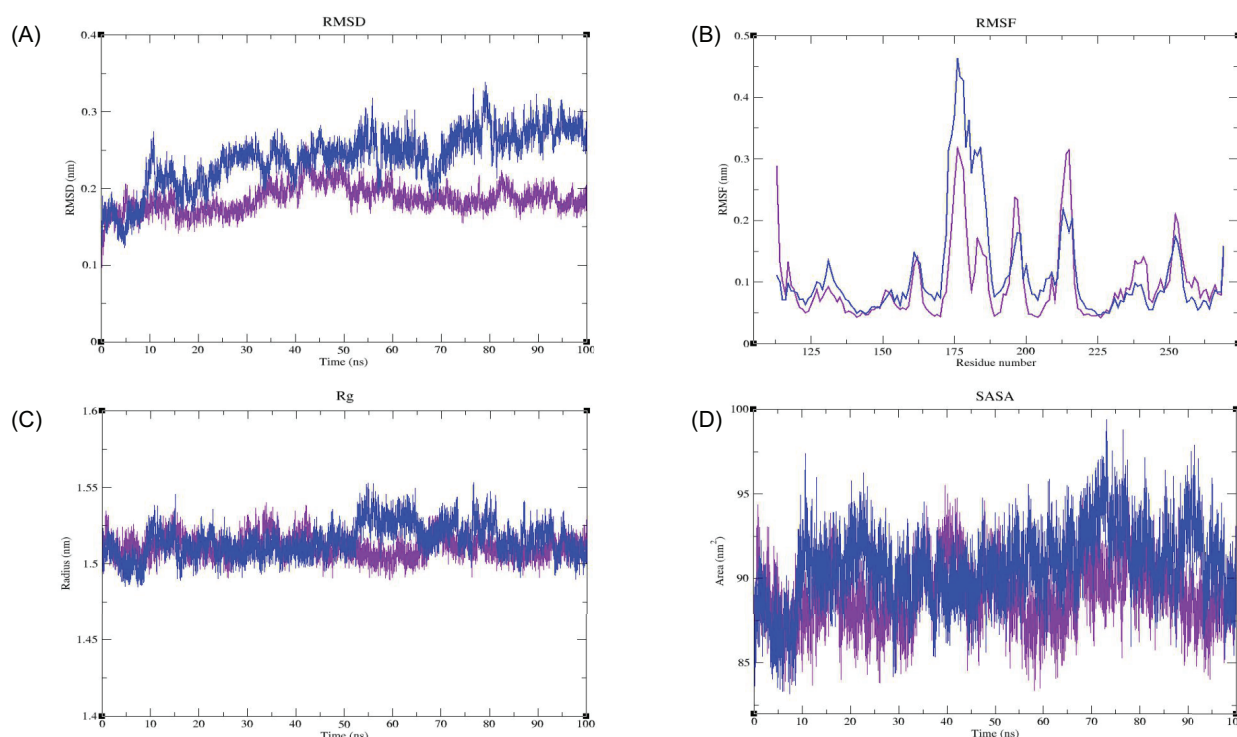 (A)
RMSD
0.4
0.3
0.2
0.1
0
RMSD (nm)
0 10 20 30 40 50 60 70 80 90 100
Time (ns)
(B)
RMSF
0.5
0.4
0.3
0.2
0.1
0
RMSF (nm)
125 150 175 200 225 250
Residue number
(C)
Rg
1.6
1.55
1.5
1.45
1.4
Radius (nm)
0 10 20 30 40 50 60 70 80 90 100
Time (ns)
(D)
SASA
100
95
90
85
Area (nm²)
0 10 20 30 40 50 60 70 80 90 100
Time (ns)